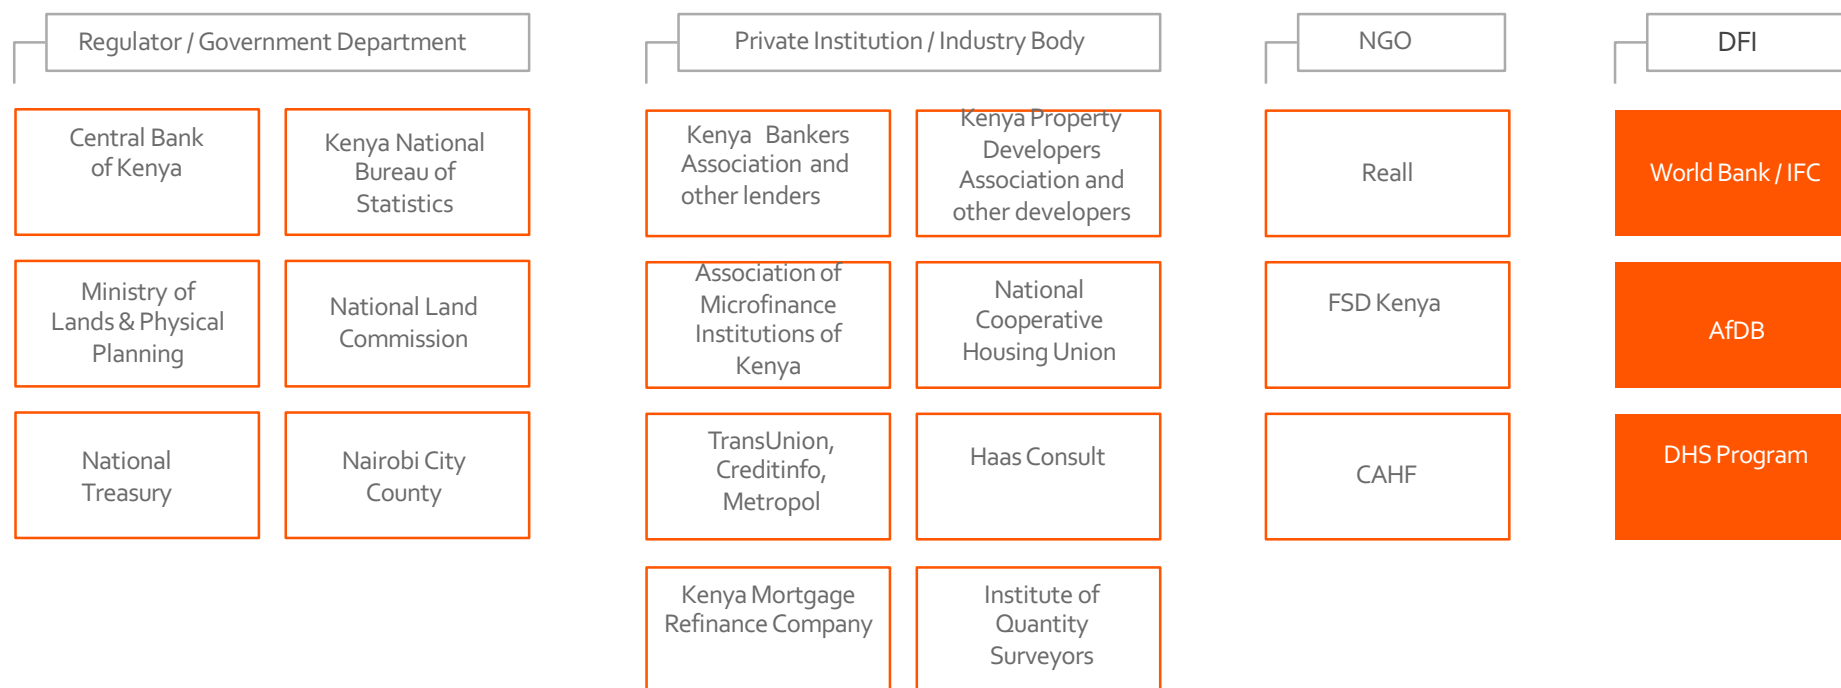 Regulator / Government Department
Central Bank
of Kenya
Kenya National
Bureau of
Statistics
Ministry of
Lands & Physical
Planning
National Land
Commission
National
Treasury
Nairobi City
County
Private Institution / Industry Body
Kenya Bankers
Association and
other lenders
Kenya Property
Developers
Association and
other developers
Association of
Microfinance
Institutions of
Kenya
National
Cooperative
Housing Union
TransUnion,
Creditinfo,
Metropol
Haas Consult
Kenya Mortgage
Refinance Company
Institute of
Quantity
Surveyors
NGO
Reall
FSD Kenya
CAHF
DFI
World Bank / IFC
AfDB
DHS Program